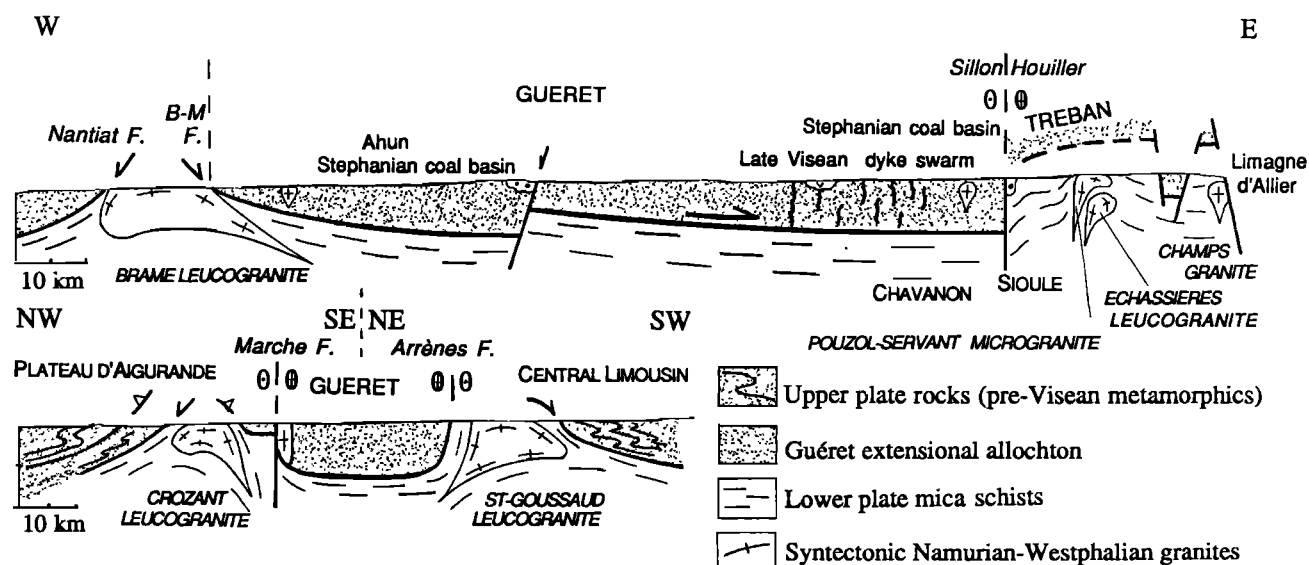 W
E
Sillon Houiller
GUERET
B-M
F.
Nantiat F.
TREBAN
Stephanian coal basin
Ahun
Stephanian coal basin
Late Visean dyke swarm
Limagne
d'Allier
10 km
BRAME LEUCOGRANITE
CHAVANON
SIOULE
CHAMPS
GRANITE
ECHASSIERES
LEUCOGRANITE
POUZOL-SERVANT MICROGRANITE
NW
SE NE
SW
Marche F.
Arrènes F.
PLATEAU D'AIGURANDE
GUERET
CENTRAL LIMOUSIN
10 km
CROZANT
LEUCOGRANITE
ST-GOUSSAUD
LEUCOGRANITE
Upper plate rocks (pre-Visean metamorphics)
Guéret extensional allochton
Lower plate mica schists
Syntectonic Namurian-Westphalian granites